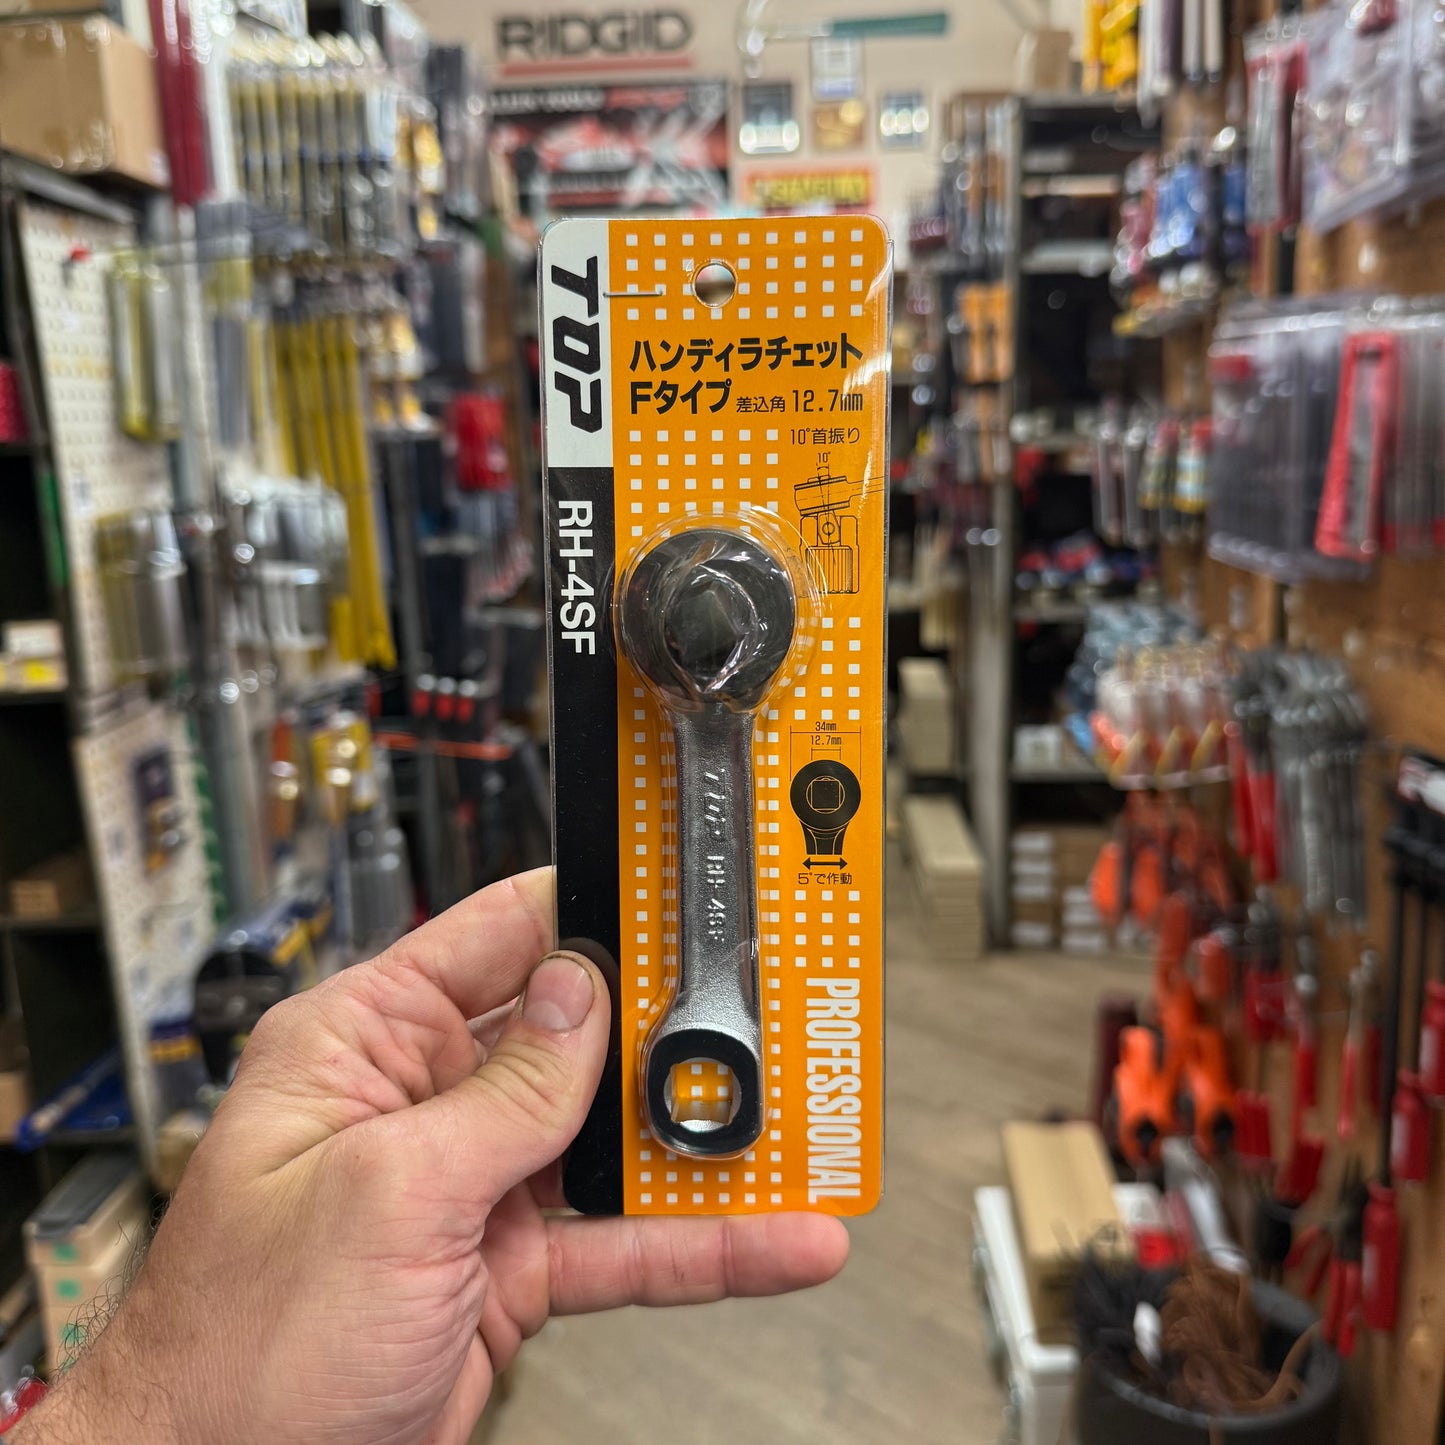 RIDGID
TOP
ハンディラチェット
Fタイプ 差込角 12.7mm
10°首振り
10°
RH-4SF
34mm
12.7mm
5°で作動
TOP RH-4SF
PROFESSIONAL